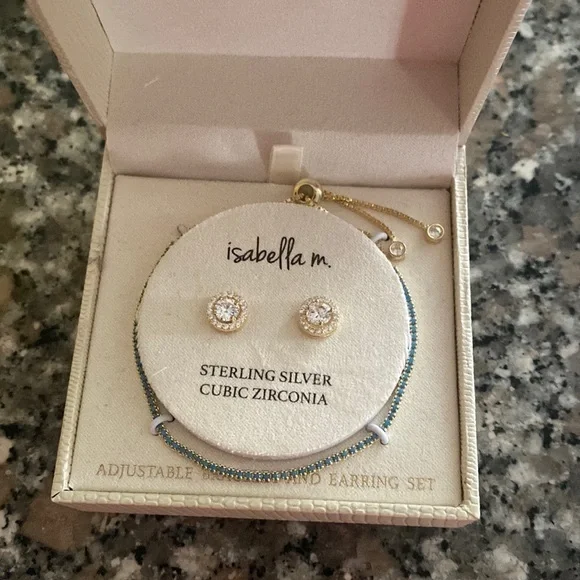 isabella m.
STERLING SILVER
CUBIC ZIRCONIA
ADJUSTABLE AND EARRING SET